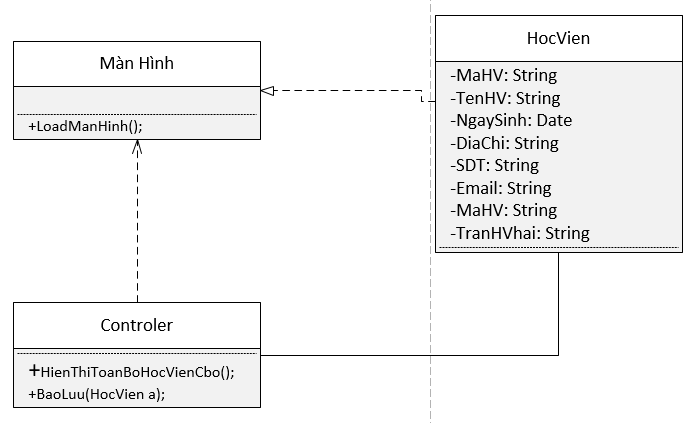 Màn Hình
+LoadManHinh();
HocVien
-MaHV: String
-TenHV: String
-NgaySinh: Date
-DiaChi: String
-SDT: String
-Email: String
-MaHV: String
-TranHVhai: String
Controler
+HienThiToanBoHocVienCbo();
+BaoLuu(HocVien a);